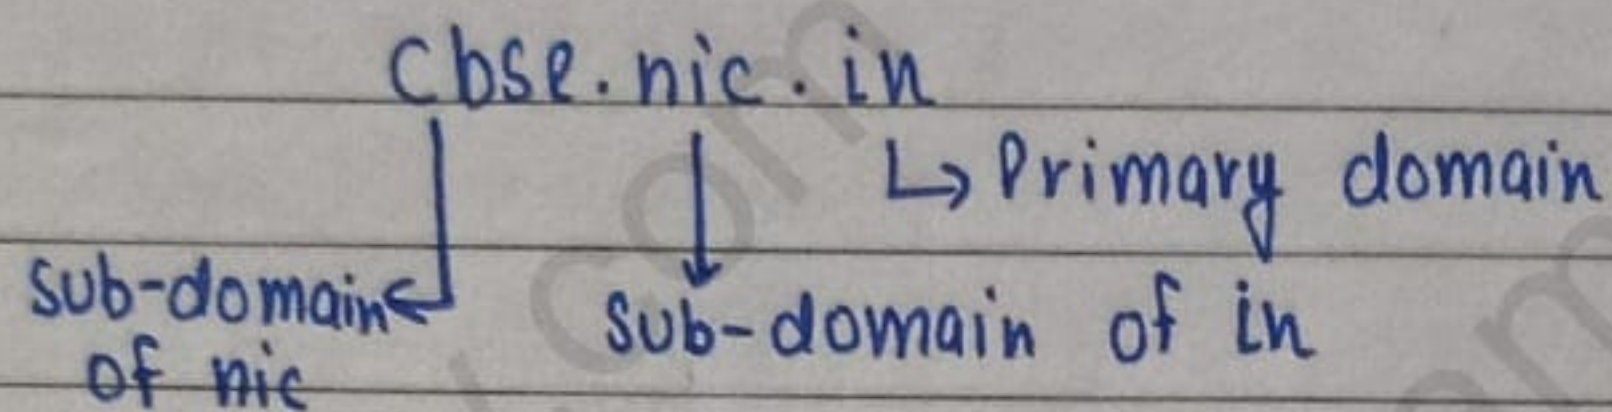 cbse.nic.in
Primary domain
sub-domain
of nic
sub-domain of in